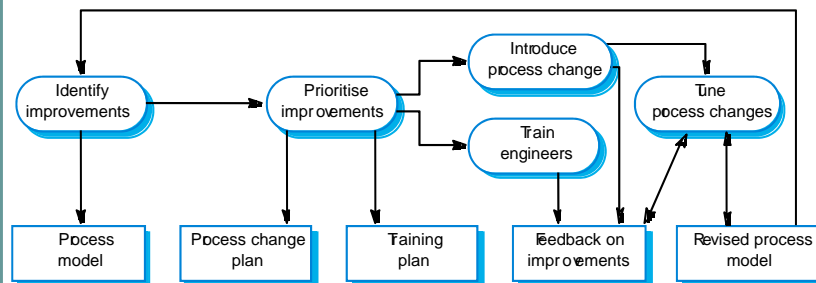 Introduce
process change
Tune
process changes
Identify
improvements
Prioritise
improvements
Train
engineers
Process
model
Process change
plan
Training
plan
Feedback on
improvements
Revised process
model